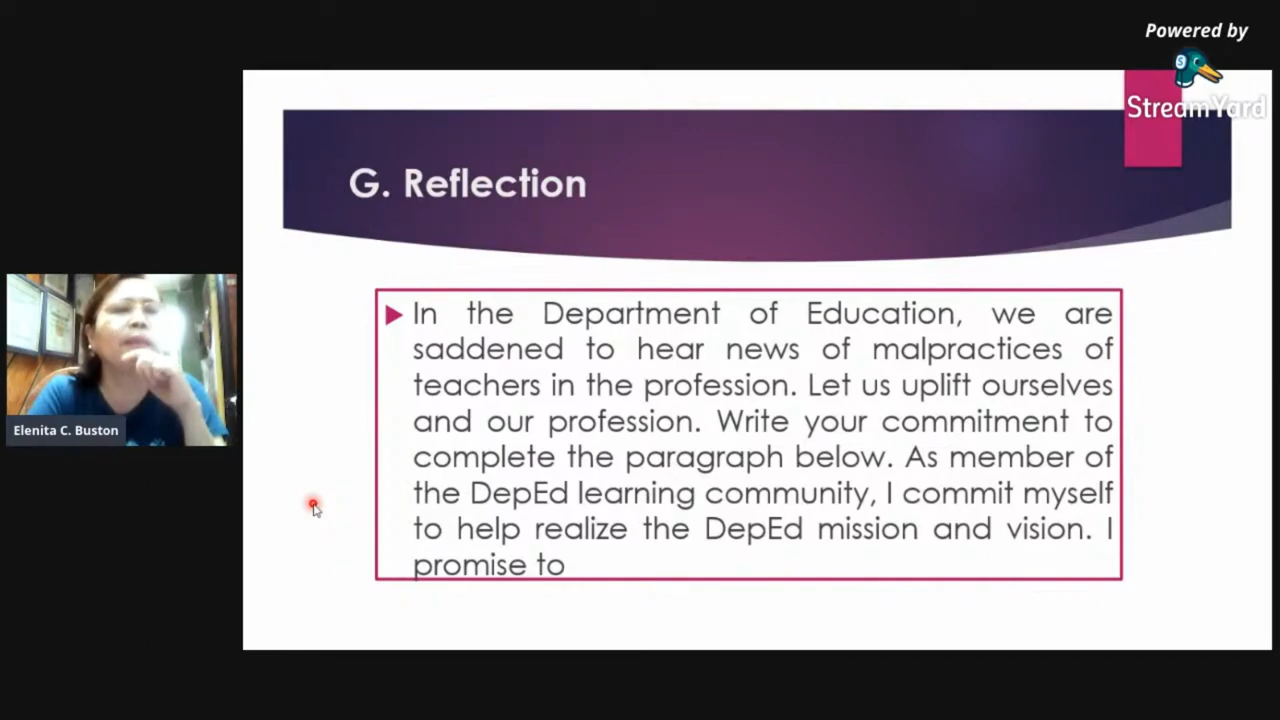 Powered by
StreamYard
G. Reflection
In the Department of Education, we are
saddened to hear news of malpractices of
teachers in the profession. Let us uplift ourselves
and our profession. Write your commitment to
complete the paragraph below. As member of
the DepEd learning community, I commit myself
to help realize the DepEd mission and vision. I
promise to
Elenita C. Buston